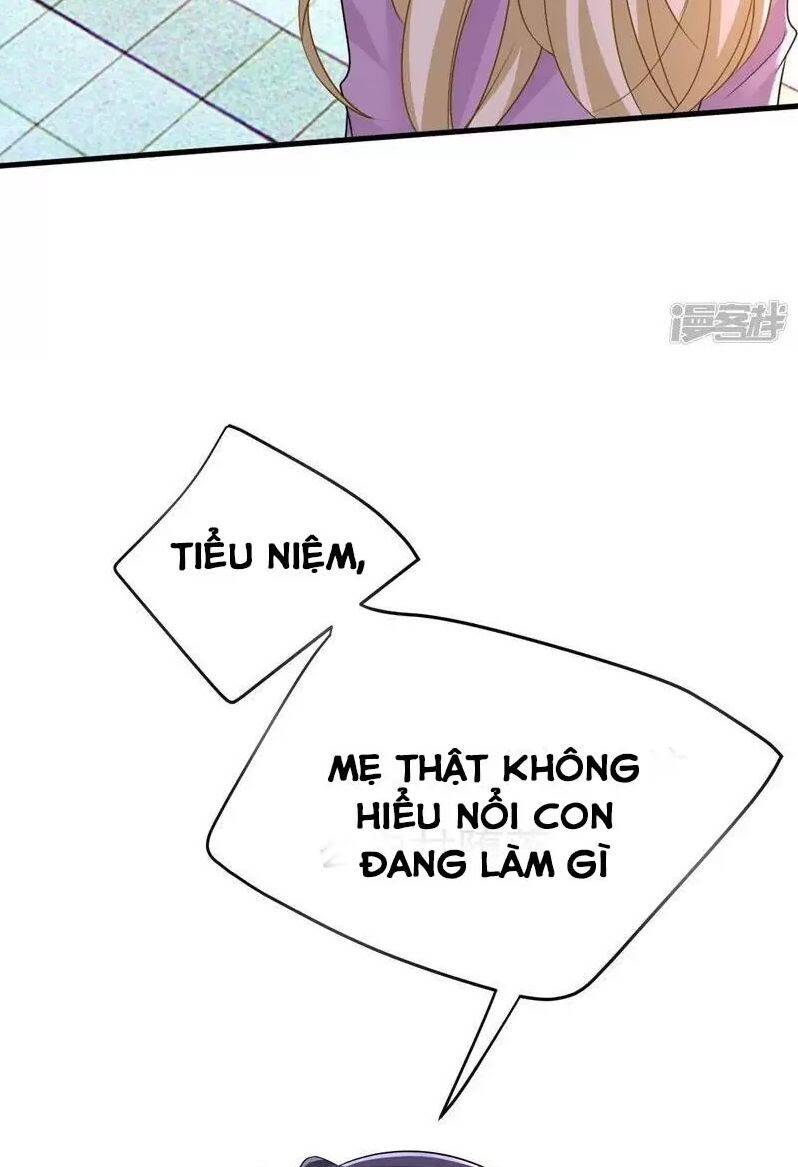 漫客栈
TIỂU NIỆM,
MẸ THẬT KHÔNG
HIỂU NỔI CON
ĐANG LÀM GÌ